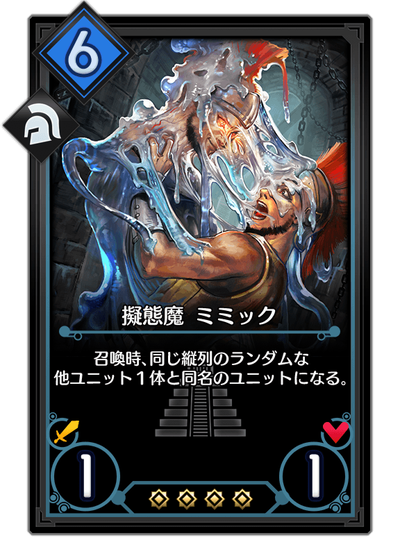 6
擬態魔 ミミック
召喚時、同じ縦列のランダムな
他ユニット1体と同名のユニットになる。
1
1